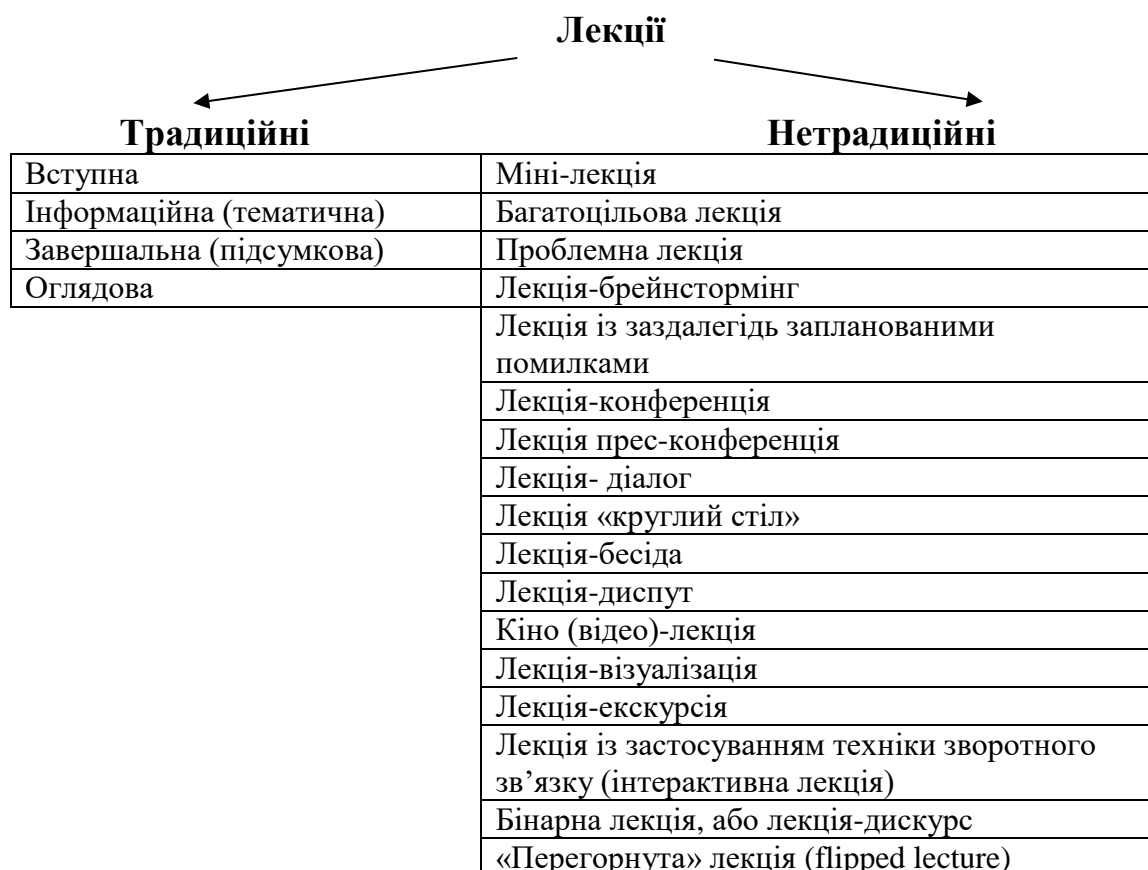 Лекції
Традиційні
Нетрадиційні
Вступна
Міні-лекція
Інформаційна (тематична)
Багатоцільова лекція
Завершальна (підсумкова)
Проблемна лекція
Оглядова
Лекція-брейнстормінг
Лекція із заздалегідь запланованими
помилками
Лекція-конференція
Лекція прес-конференція
Лекція- діалог
Лекція «круглий стіл»
Лекція-бесіда
Лекція-диспут
Кіно (відео)-лекція
Лекція-візуалізація
Лекція-екскурсія
Лекція із застосуванням техніки зворотного
зв’язку (інтерактивна лекція)
Бінарна лекція, або лекція-дискурс
«Перегорнута» лекція (flipped lecture)